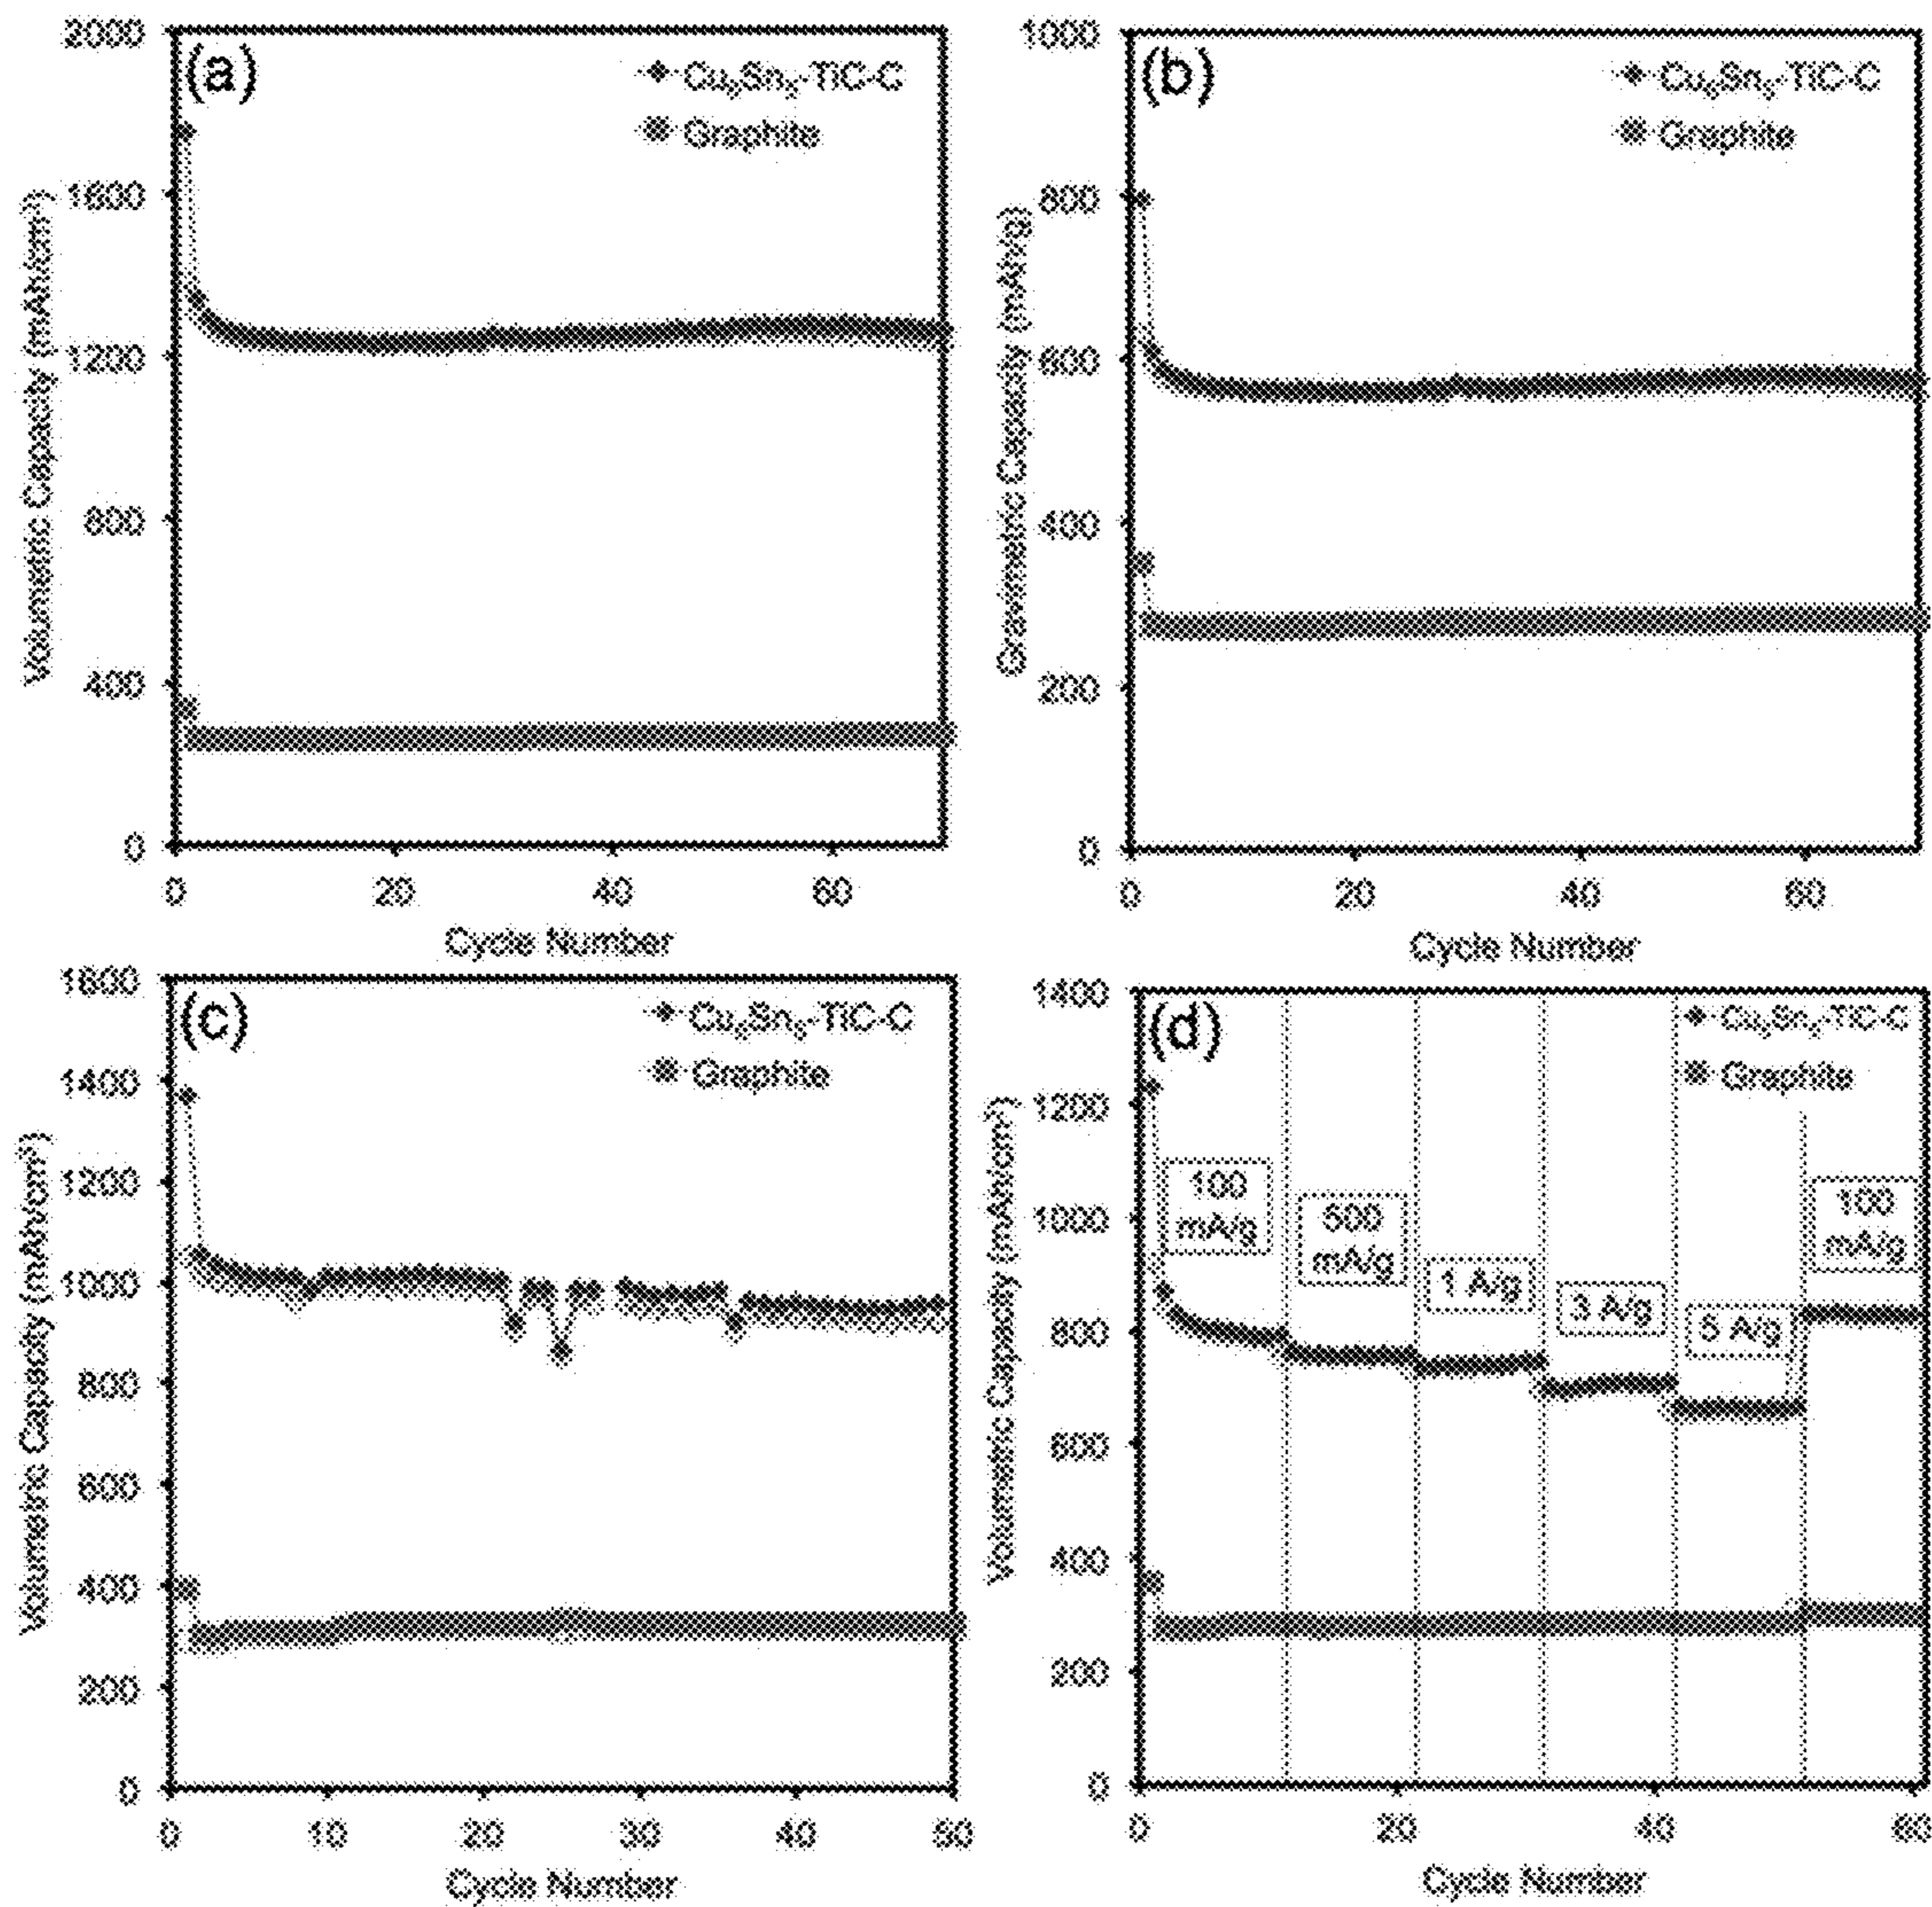 (a)
Cu₆Sn₅-TiC-C
Graphite
2000
1600
1200
800
400
0
Volumetric Capacity (mAh/cm³)
0 20 40 60
Cycle Number
(b)
Cu₆Sn₅-TiC-C
Graphite
1000
800
600
400
200
0
Gravimetric Capacity (mAh/g)
0 20 40 60
Cycle Number
(c)
Cu₆Sn₅-TiC-C
Graphite
1600
1400
1200
1000
800
600
400
200
0
Volumetric Capacity (mAh/cm³)
0 10 20 30 40 50
Cycle Number
(d)
Cu₆Sn₅-TiC-C
Graphite
1400
1200
1000
800
600
400
200
0
Volumetric Capacity (mAh/cm³)
100
mA/g
500
mA/g
1 A/g
3 A/g
5 A/g
100
mA/g
0 20 40 60
Cycle Number